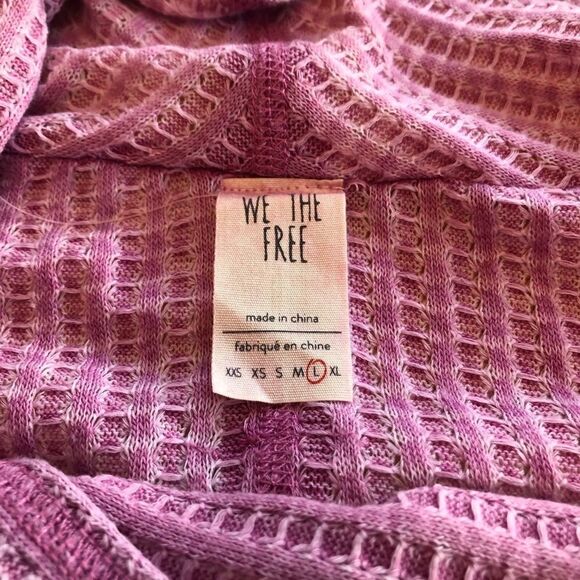 WE THE
FREE
made in china
fabriqué en chine
XXS XS S M L XL